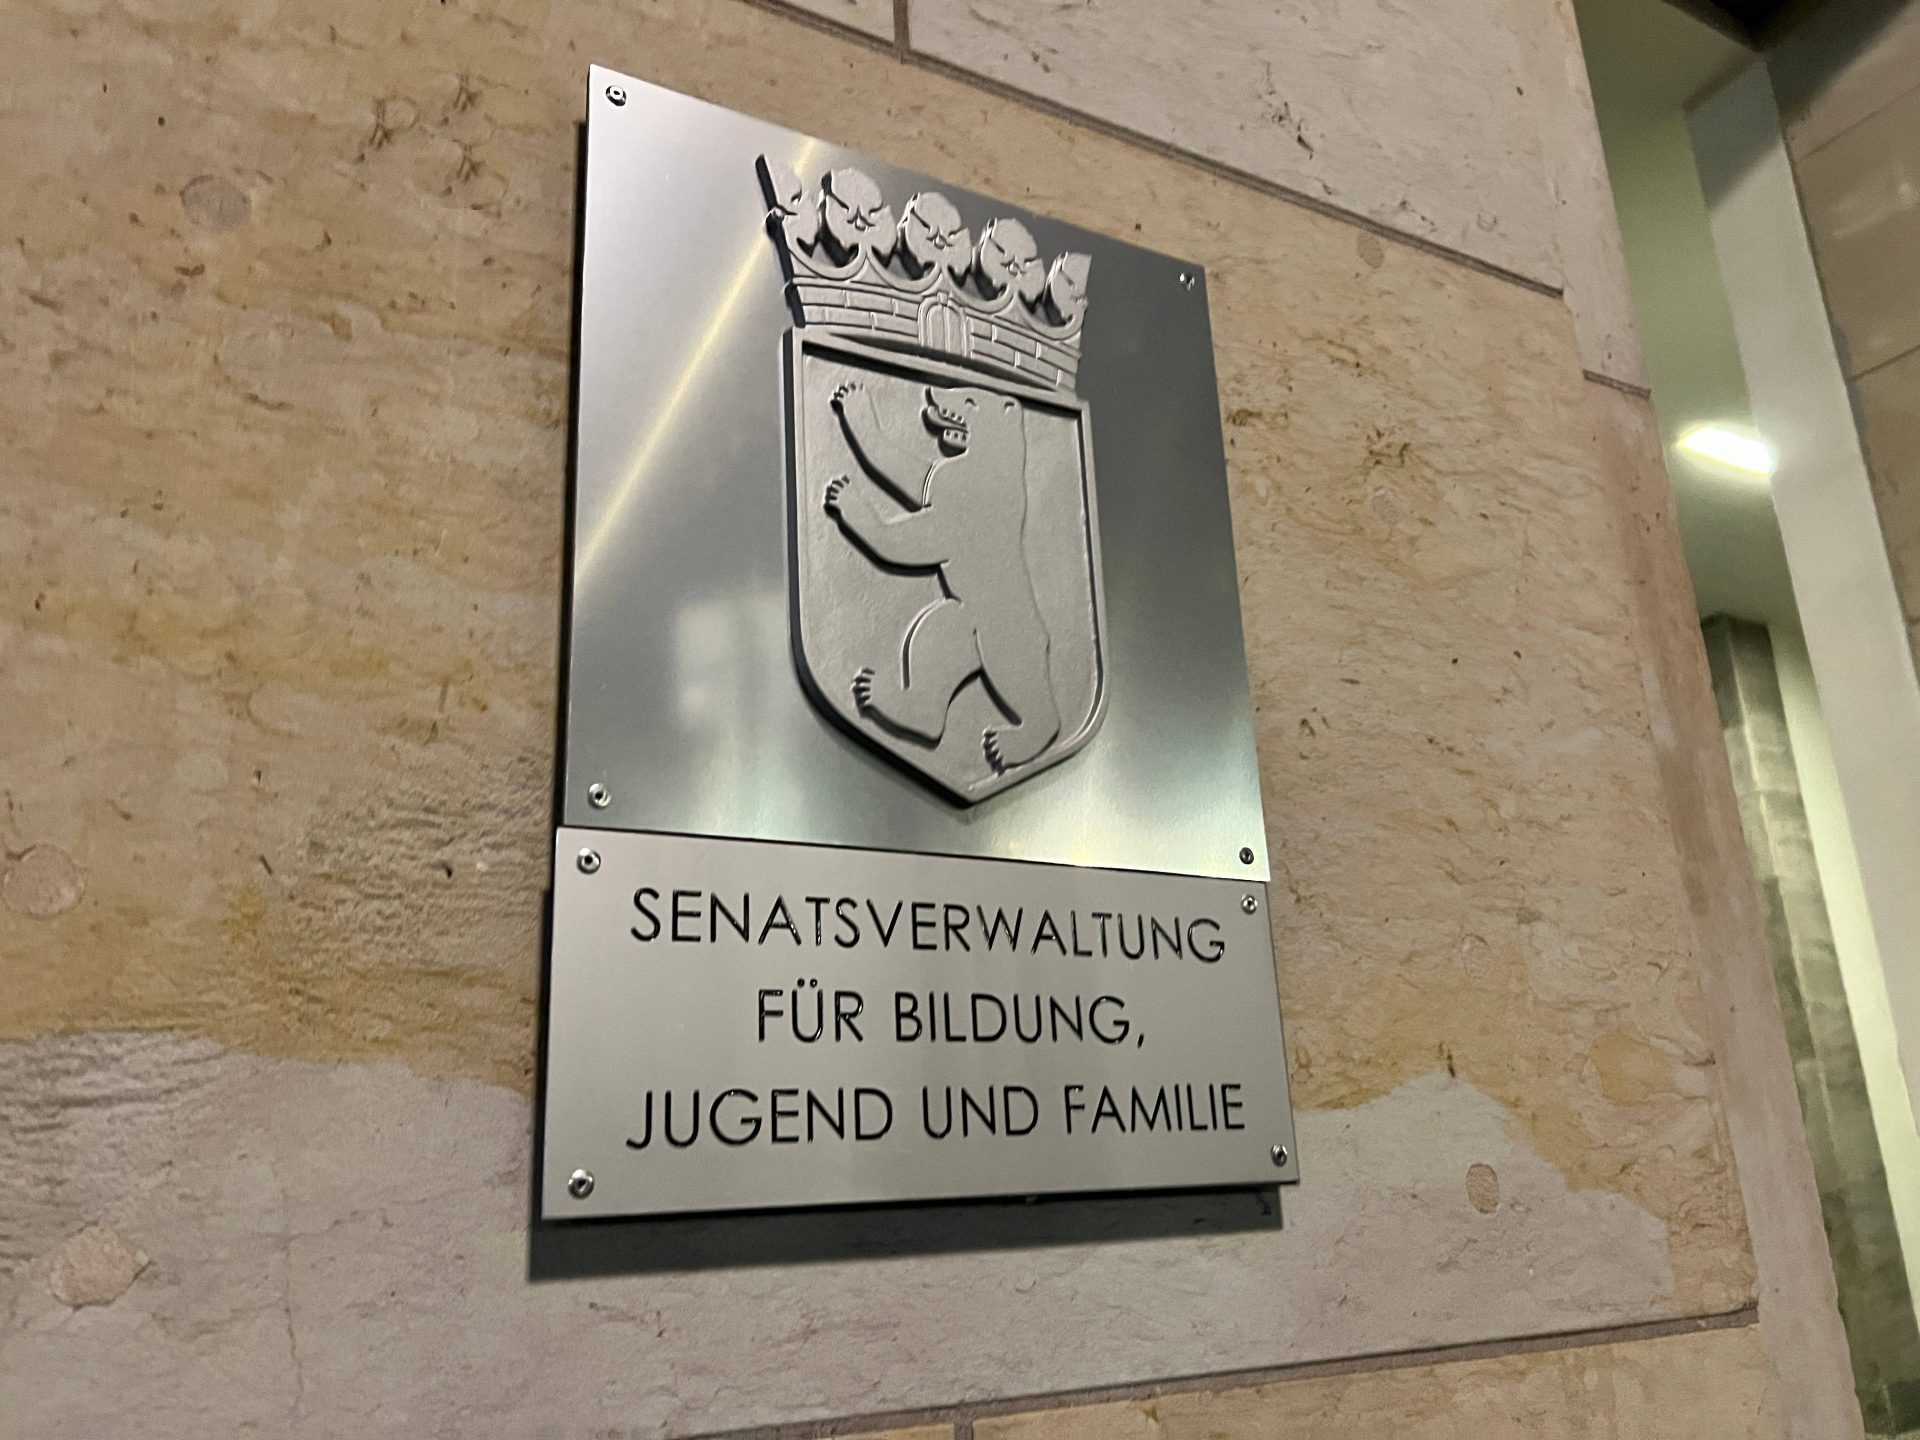 SENATSVERWALTUNG
FÜR BILDUNG,
JUGEND UND FAMILIE